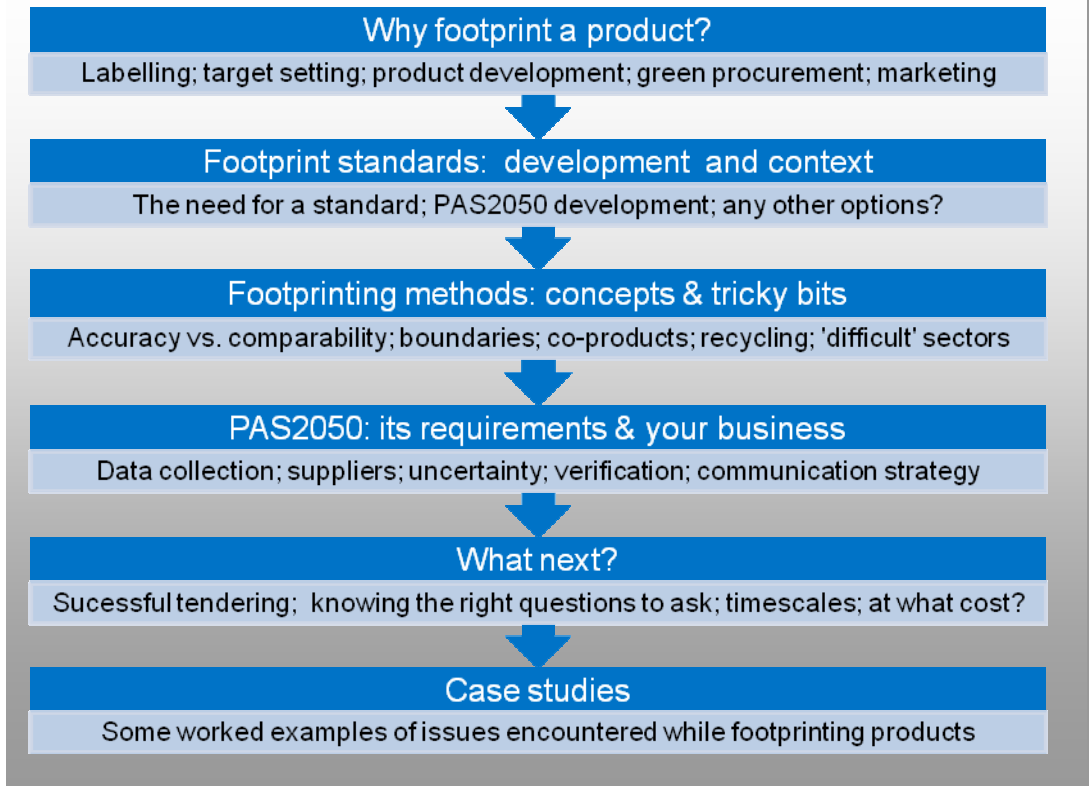 Why footprint a product?
Labelling; target setting; product development; green procurement; marketing
Footprint standards: development and context
The need for a standard; PAS2050 development; any other options?
Footprinting methods: concepts & tricky bits
Accuracy vs. comparability; boundaries; co-products; recycling; 'difficult' sectors
PAS2050: its requirements & your business
Data collection; suppliers; uncertainty; verification; communication strategy
What next?
Sucessful tendering; knowing the right questions to ask; timescales; at what cost?
Case studies
Some worked examples of issues encountered while footprinting products